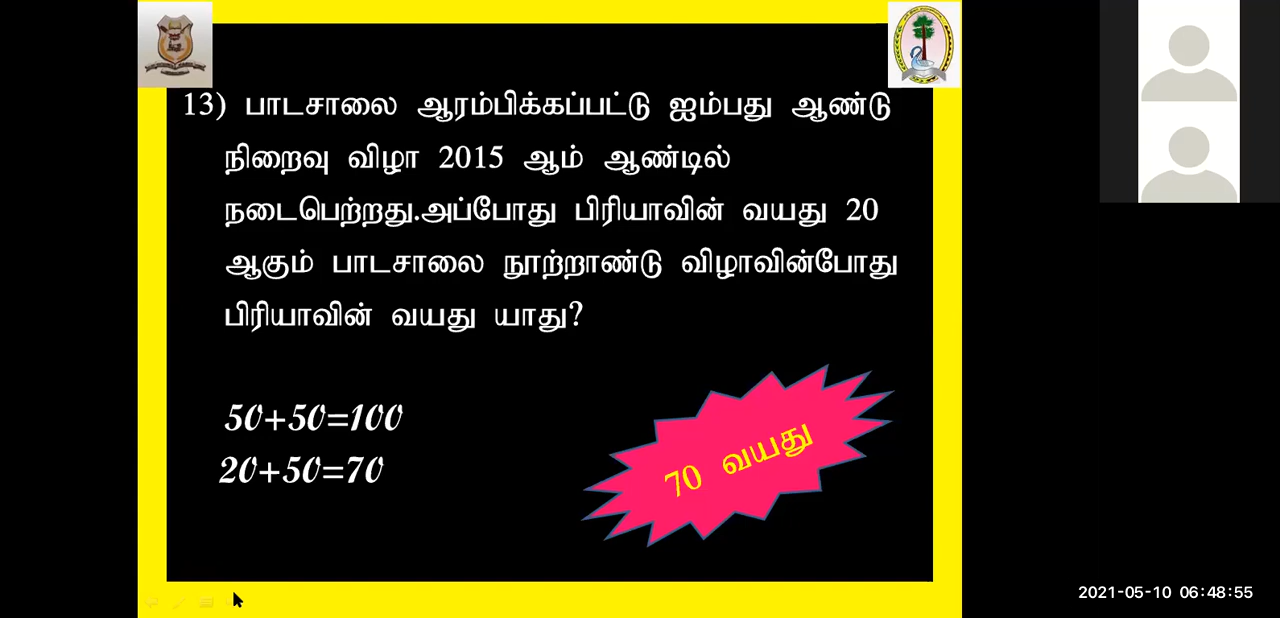 13) பாடசாலை ஆரம்பிக்கப்பட்டு ஐம்பது ஆண்டு
நிறைவு விழா 2015 ஆம் ஆண்டில்
நடைபெற்றது.அப்போது பிரியாவின் வயது 20
ஆகும் பாடசாலை நூற்றாண்டு விழாவின்போது
பிரியாவின் வயது யாது?
50+50=100
20+50=70
70 வயது
2021-05-10 06:48:55